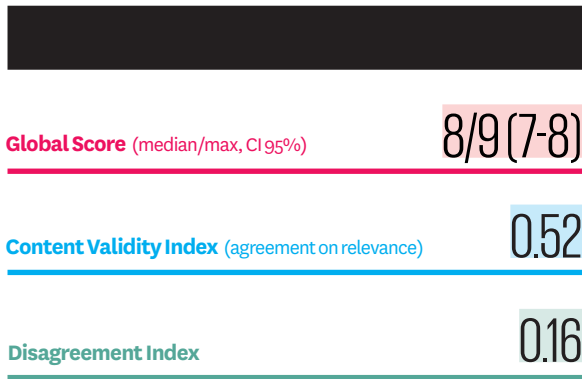 Global Score (median/max, CI 95%) 8/9 (7-8)
Content Validity Index (agreement on relevance) 0.52
Disagreement Index 0.16